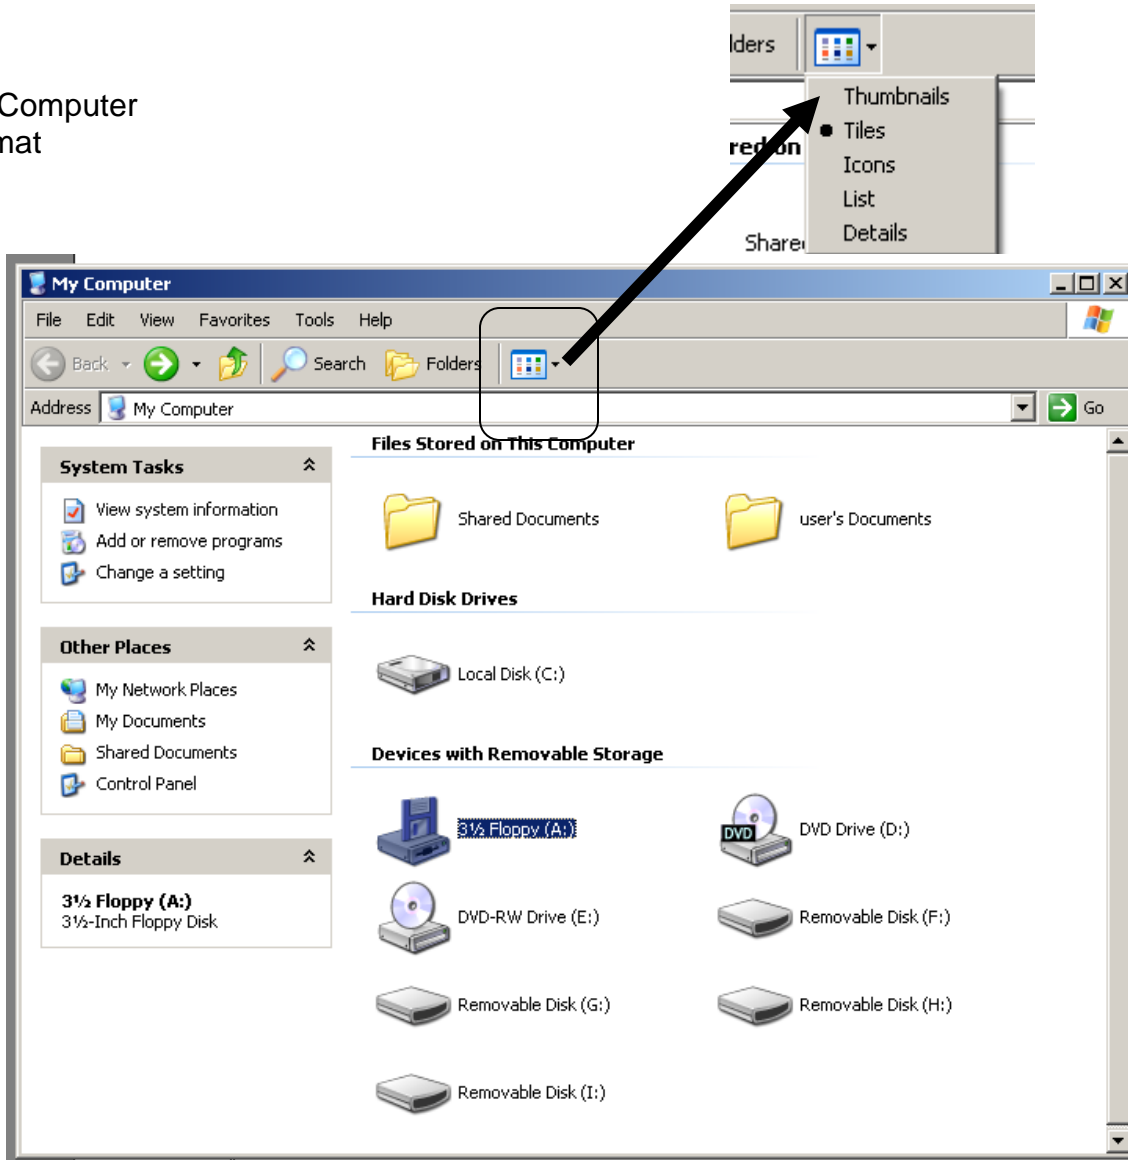 Computer
mat
lders
Thumbnails
Tiles
Icons
List
Details
red on
Share
My Computer
File Edit View Favorites Tools Help
Back Search Folders
Address My Computer Go
System Tasks
View system information
Add or remove programs
Change a setting
Other Places
My Network Places
My Documents
Shared Documents
Control Panel
Details
3½ Floppy (A:)
3½-Inch Floppy Disk
Files Stored on This Computer
Shared Documents user's Documents
Hard Disk Drives
Local Disk (C:)
Devices with Removable Storage
3½ Floppy (A:) DVD Drive (D:)
DVD
DVD-RW Drive (E:) Removable Disk (F:)
Removable Disk (G:) Removable Disk (H:)
Removable Disk (I:)